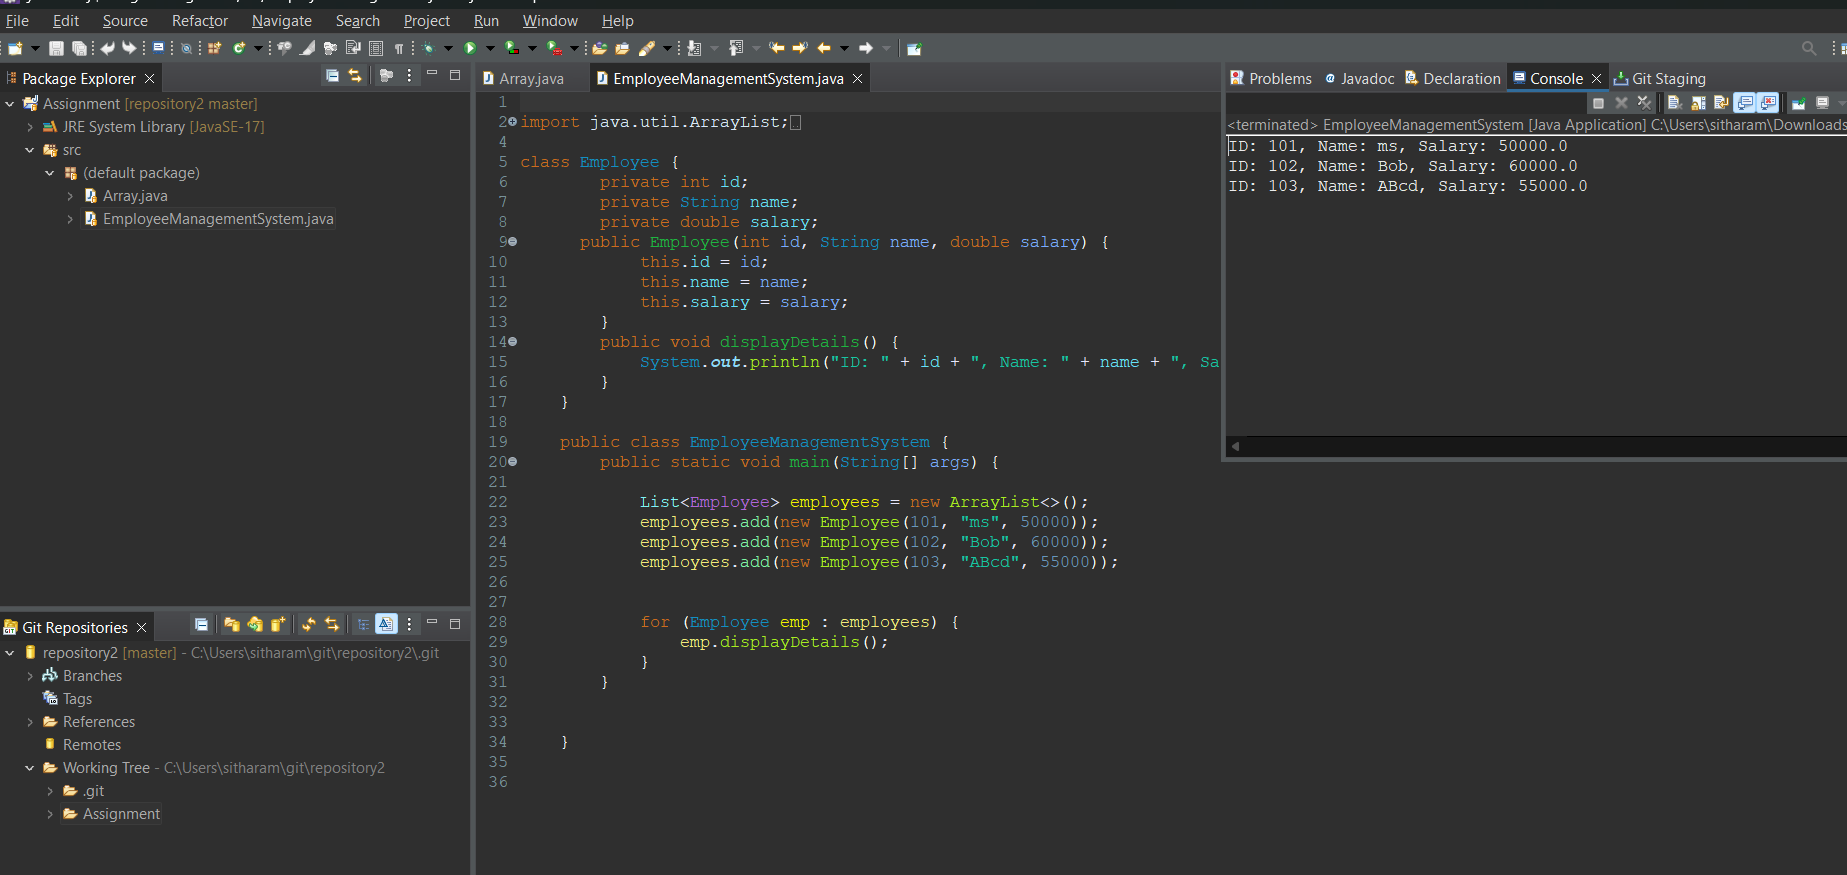 File Edit Source Refactor Navigate Search Project Run Window Help
Package Explorer
Assignment [repository2 master]
JRE System Library [JavaSE-17]
src
(default package)
Array.java
EmployeeManagementSystem.java
Git Repositories
repository2 [master] - C:\Users\sitharam\git\repository2\.git
Branches
Tags
References
Remotes
Working Tree - C:\Users\sitharam\git\repository2
.git
Assignment
Array.java EmployeeManagementSystem.java
1
2 import java.util.ArrayList;
4
5 class Employee {
6 private int id;
7 private String name;
8 private double salary;
9 public Employee(int id, String name, double salary) {
10 this.id = id;
11 this.name = name;
12 this.salary = salary;
13 }
14 public void displayDetails() {
15 System.out.println("ID: " + id + ", Name: " + name + ", Sa
16 }
17 }
18
19 public class EmployeeManagementSystem {
20 public static void main(String[] args) {
21
22 List<Employee> employees = new ArrayList<>();
23 employees.add(new Employee(101, "ms", 50000));
24 employees.add(new Employee(102, "Bob", 60000));
25 employees.add(new Employee(103, "ABcd", 55000));
26
27
28 for (Employee emp : employees) {
29 emp.displayDetails();
30 }
31 }
32
33
34 }
35
36
Problems Javadoc Declaration Console Git Staging
<terminated> EmployeeManagementSystem [Java Application] C:\Users\sitharam\Downloads
ID: 101, Name: ms, Salary: 50000.0
ID: 102, Name: Bob, Salary: 60000.0
ID: 103, Name: ABcd, Salary: 55000.0